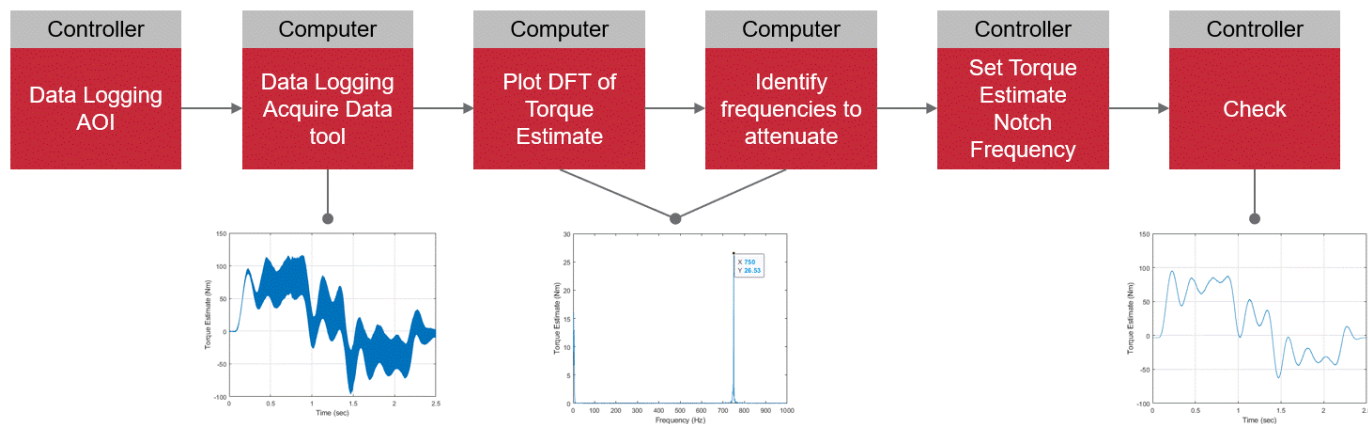 Controller
Data Logging
AOI
Computer
Data Logging
Acquire Data
tool
Computer
Plot DFT of
Torque
Estimate
Computer
Identify
frequencies to
attenuate
Controller
Set Torque
Estimate
Notch
Frequency
Controller
Check
150
100
50
0
-50
-100
0
0.5
1
1.5
2
2.5
Torque Estimate (Nm)
Time (sec)
30
25
20
15
10
5
0
0
100
200
300
400
500
600
700
800
900
1000
X 750
Y 26.53
Torque Estimate (Nm)
Frequency (Hz)
150
100
50
0
-50
-100
0
0.5
1
1.5
2
Torque Estimate (Nm)
Time (sec)